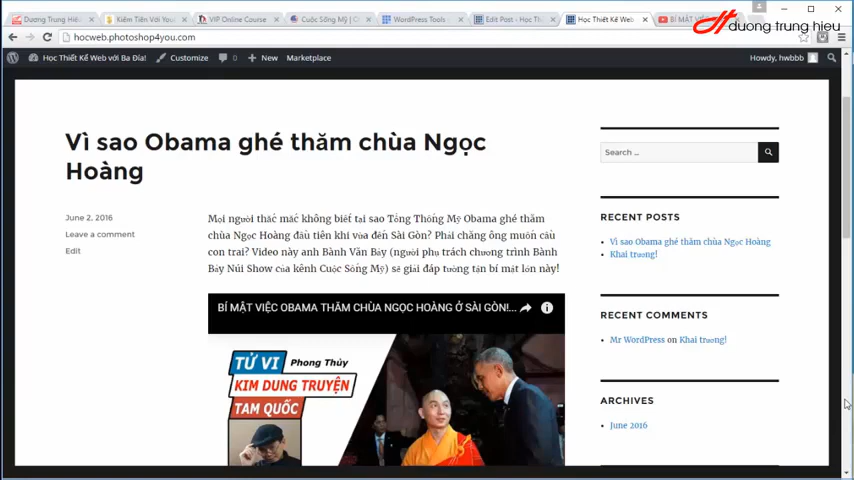 Dương Trung Hiếu
Kiếm Tiền Với You
VIP Online Course
Cuộc Sống Mỹ | C
WordPress Tools
Edit Post ‹ Học Th
Học Thiết Kế Web
BÍ MẬT VIỆ
duong trung hieu
hocweb.photoshop4you.com
Học Thiết Kế Web với Ba Đía!
Customize
0
New
Marketplace
Howdy, hwbbb
Vì sao Obama ghé thăm chùa Ngọc
Hoàng
June 2, 2016
Leave a comment
Edit
Mọi người thắc mắc không biết tại sao Tổng Thống Mỹ Obama ghé thăm
chùa Ngọc Hoàng đầu tiên khi vừa đến Sài Gòn? Phải chăng ông muốn cầu
con trai? Video này anh Bành Văn Bảy (người phụ trách chương trình Bành
Bảy Núi Show của kênh Cuộc Sống Mỹ) sẽ giải đáp tường tận bí mật lớn này!
BÍ MẬT VIỆC OBAMA THĂM CHÙA NGỌC HOÀNG Ở SÀI GÒN!...
TỬ VI Phong Thủy
KIM DUNG TRUYỆN
TAM QUỐC
Search ...
RECENT POSTS
Vì sao Obama ghé thăm chùa Ngọc Hoàng
Khai trương!
RECENT COMMENTS
Mr WordPress on Khai trương!
ARCHIVES
June 2016